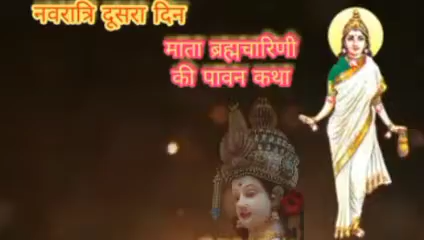 नवरात्रि दूसरा दिन
माता ब्रह्मचारिणी
की पावन कथा